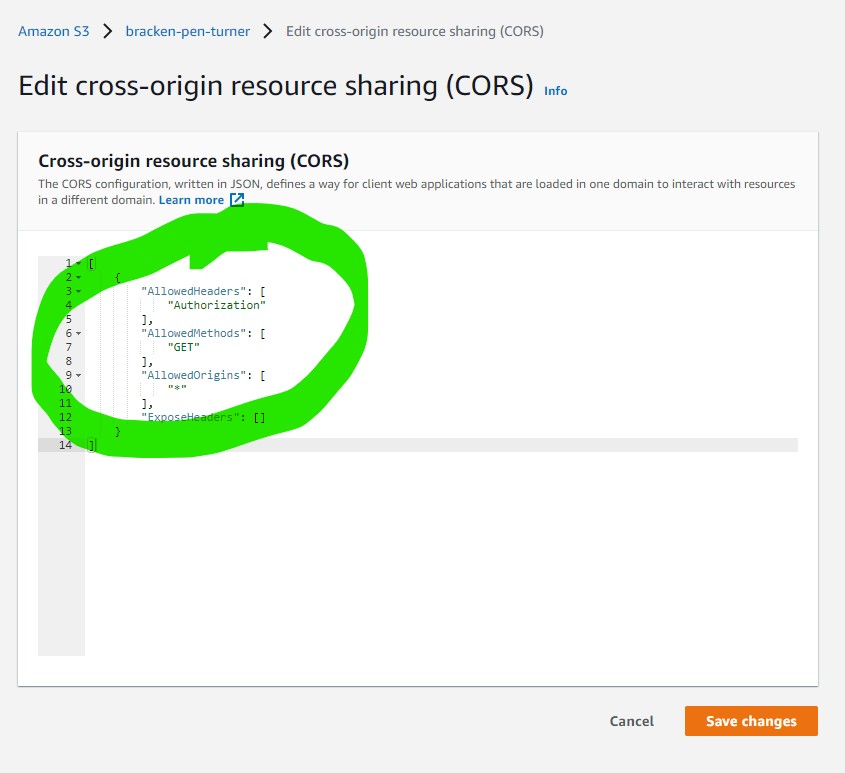 Amazon S3 > bracken-pen-turner > Edit cross-origin resource sharing (CORS)
Edit cross-origin resource sharing (CORS) Info
Cross-origin resource sharing (CORS)
The CORS configuration, written in JSON, defines a way for client web applications that are loaded in one domain to interact with resources
in a different domain. Learn more
1 [
2 {
3 "AllowedHeaders": [
4 "Authorization"
5 ],
6 "AllowedMethods": [
7 "GET"
8 ],
9 "AllowedOrigins": [
10 "*"
11 ],
12 "ExposeHeaders": []
13 }
14 ]
Cancel Save changes